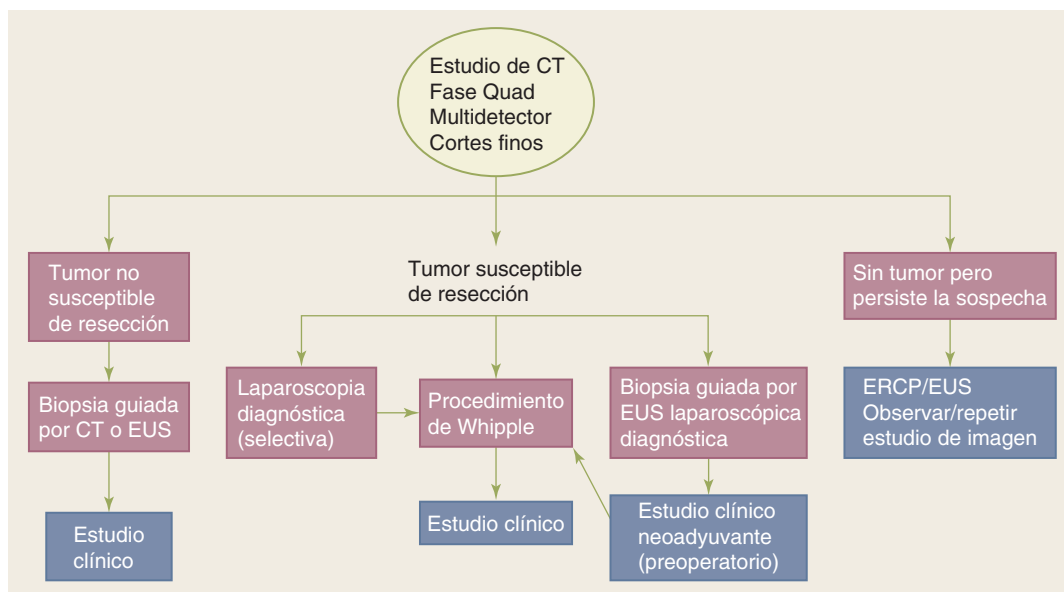 Estudio de CT
Fase Quad
Multidetector
Cortes finos
Tumor no
susceptible
de resección
Tumor susceptible
de resección
Sin tumor pero
persiste la sospecha
Biopsia guiada
por CT o EUS
Laparoscopia
diagnóstica
(selectiva)
Procedimiento
de Whipple
Biopsia guiada por
EUS laparoscópica
diagnóstica
ERCP/EUS
Observar/repetir
estudio de imagen
Estudio
clínico
Estudio clínico
Estudio clínico
neoadyuvante
(preoperatorio)